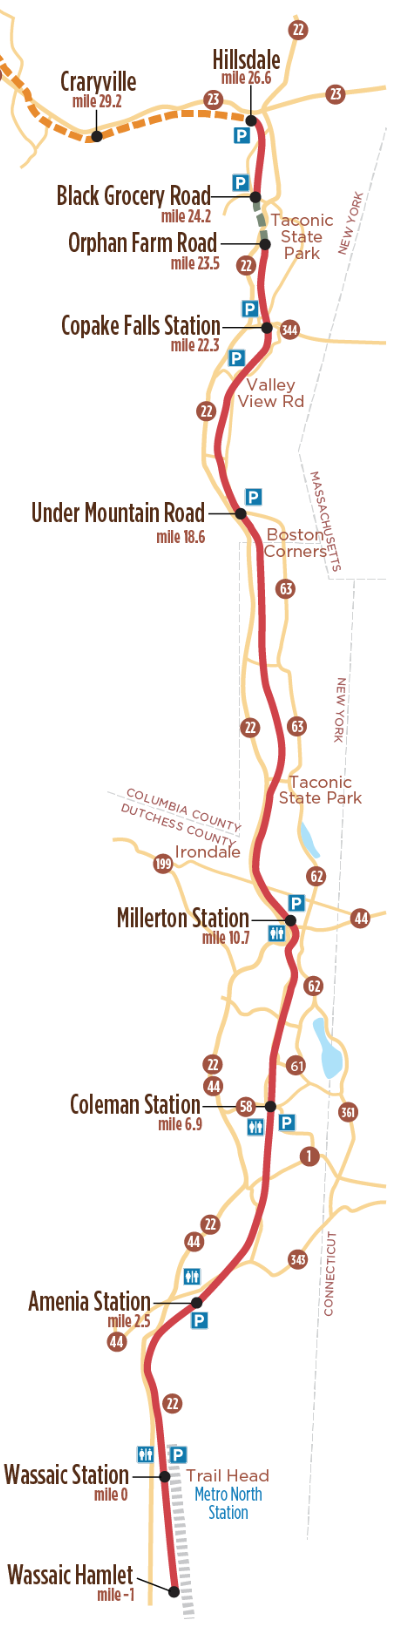 22
Hillsdale
mile 26.6
Craryville
mile 29.2
23
23
P
P
Black Grocery Road
mile 24.2
Taconic
State
Park
NEW YORK
Orphan Farm Road
mile 23.5
22
P
Copake Falls Station
mile 22.3
344
P
Valley
View Rd
22
P
MASSACHUSETTS
Under Mountain Road
mile 18.6
Boston
Corners
63
NEW YORK
22
63
Taconic
State Park
COLUMBIA COUNTY
DUTCHESS COUNTY
Irondale
199
62
P
Millerton Station
mile 10.7
44
62
22
44
61
Coleman Station
mile 6.9
58
P
361
1
22
44
343
CONNECTICUT
Amenia Station
mile 2.5
P
44
22
P
Wassaic Station
mile 0
Trail Head
Metro North
Station
Wassaic Hamlet
mile -1